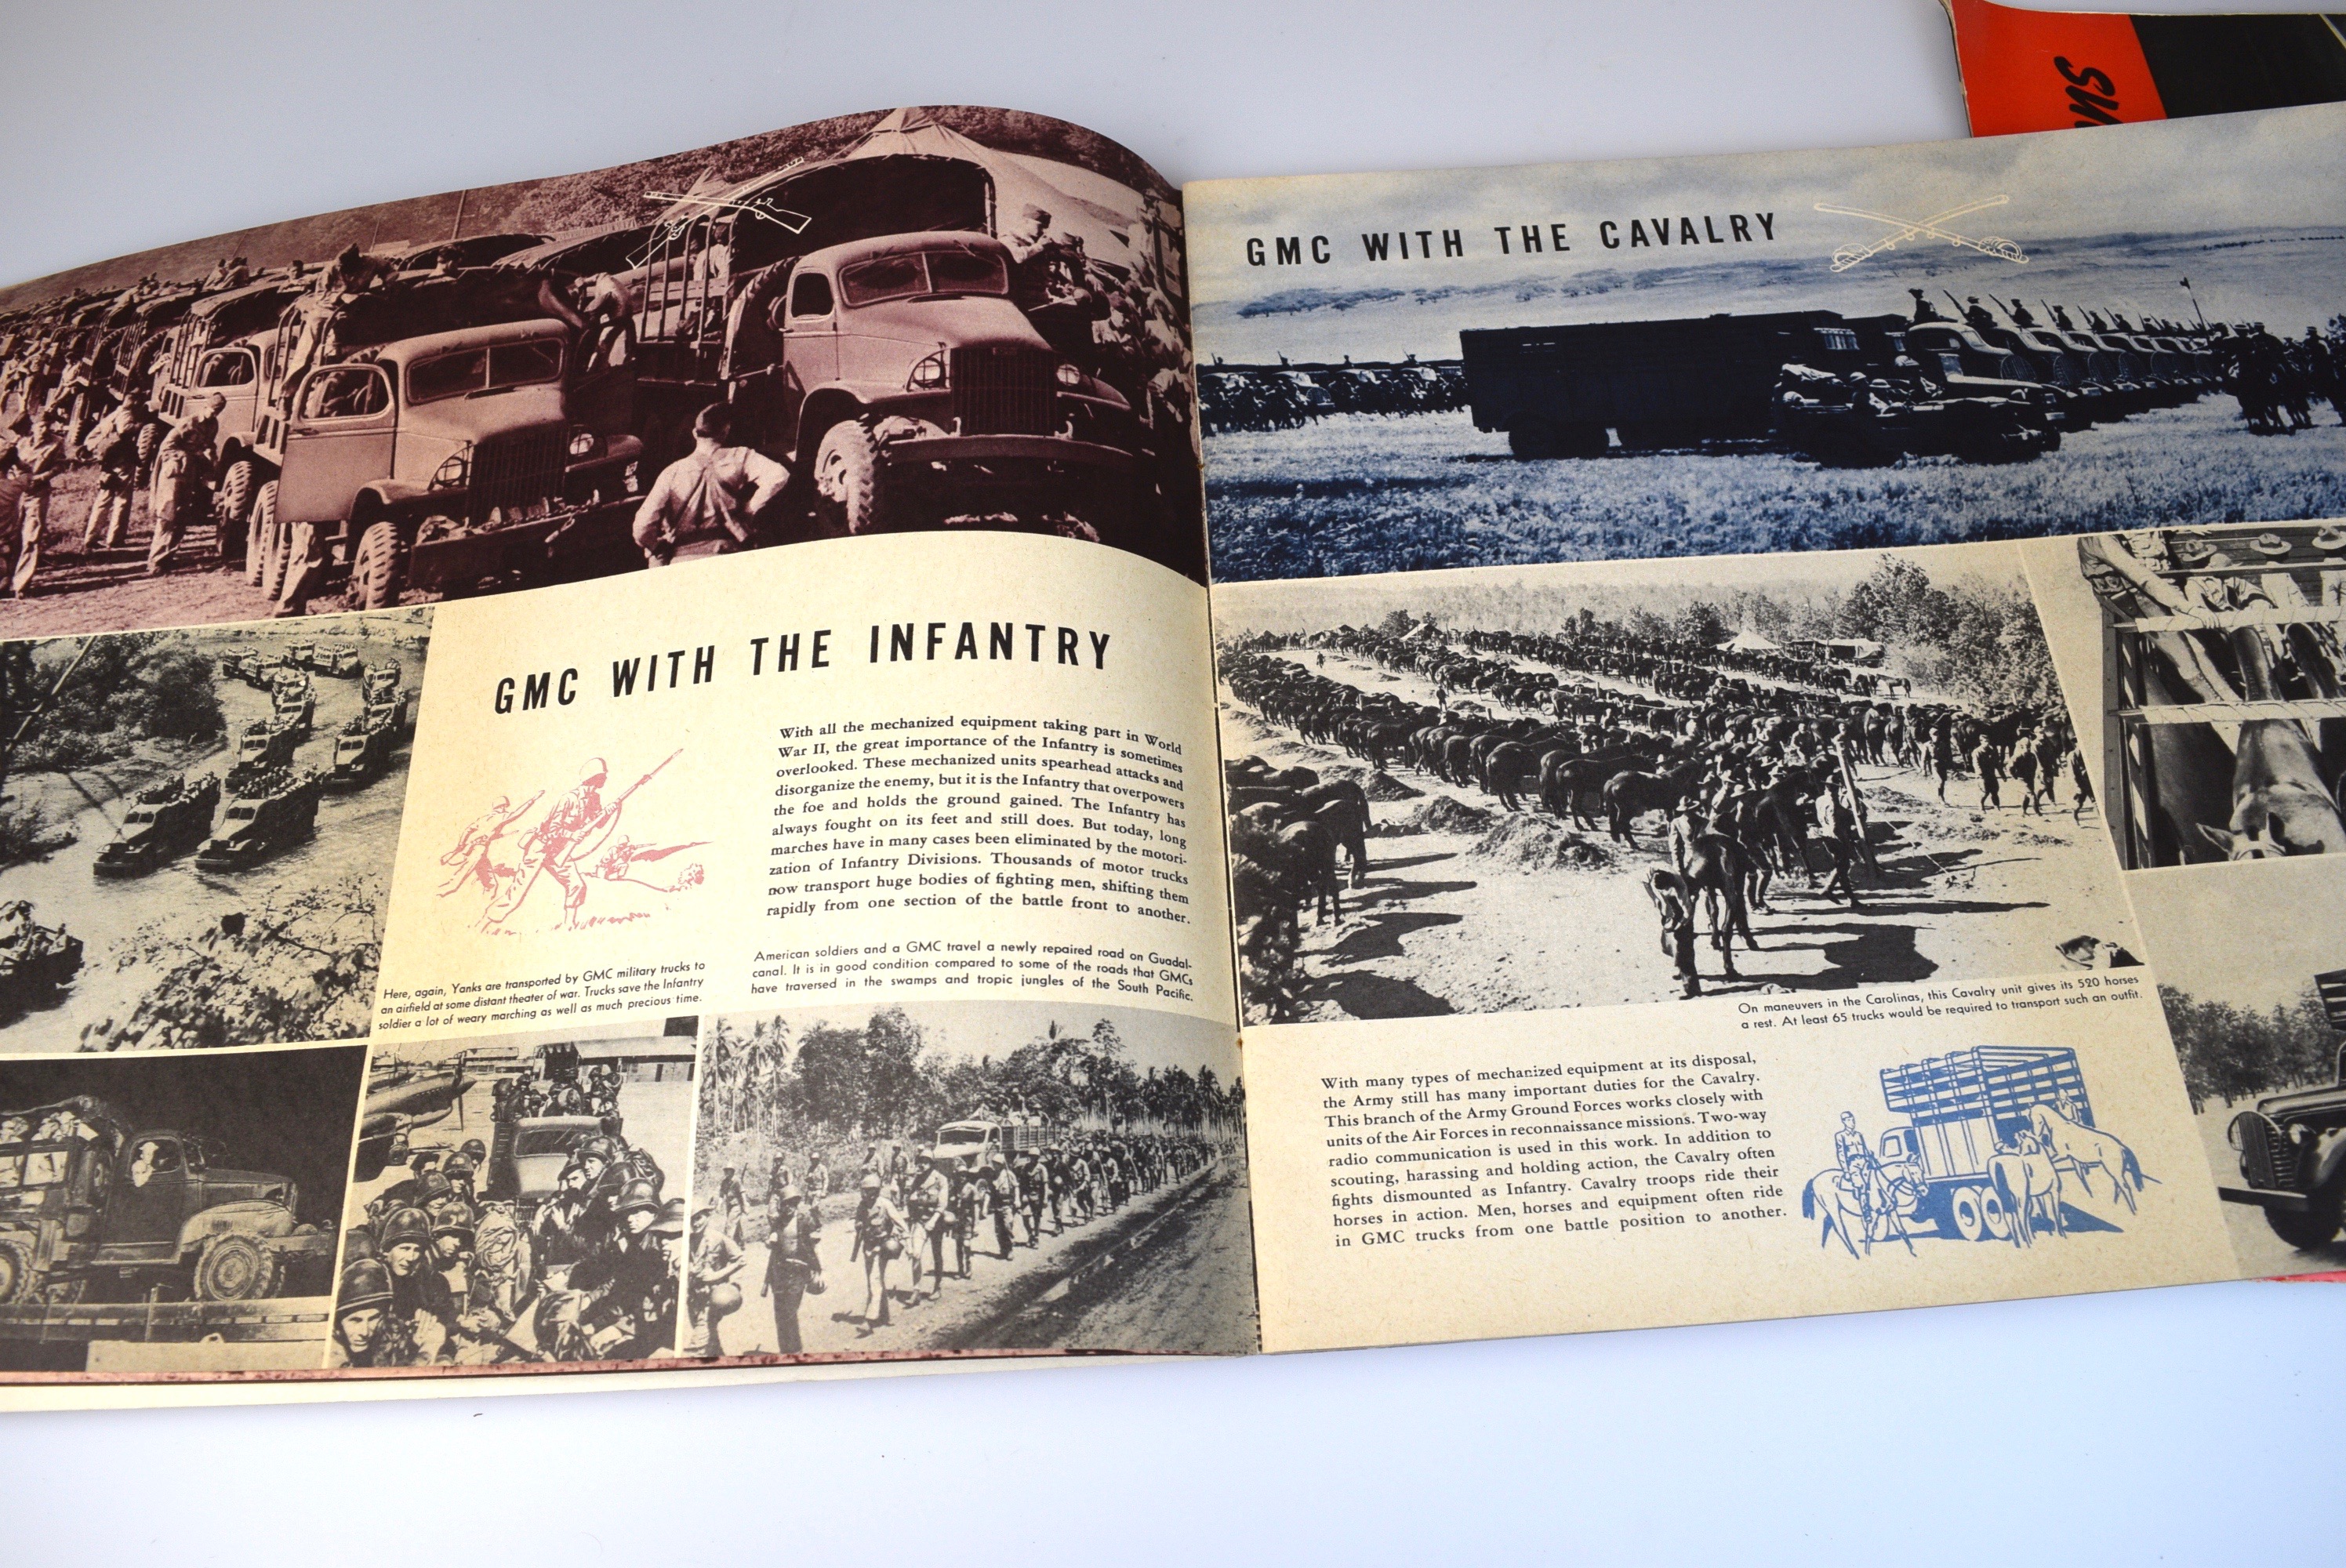 GMC WITH THE INFANTRY
With all the mechanized equipment taking part in World
War II, the great importance of the Infantry is sometimes
overlooked. These mechanized units spearhead attacks and
disorganize the enemy, but it is the Infantry that overpowers
the foe and holds the ground gained. The Infantry has
always fought on its feet and still does. But today, long
marches have in many cases been eliminated by the motori-
zation of Infantry Divisions. Thousands of motor trucks
now transport huge bodies of fighting men, shifting them
rapidly from one section of the battle front to another.
Here, again, Yanks are transported by GMC military trucks to
an airfield at some distant theater of war. Trucks save the Infantry
soldier a lot of weary marching as well as much precious time.
American soldiers and a GMC travel a newly repaired road on Guadal-
canal. It is in good condition compared to some of the roads that GMCs
have traversed in the swamps and tropic jungles of the South Pacific.
GMC WITH THE CAVALRY
On maneuvers in the Carolinas, this Cavalry unit gives its 520 horses
a rest. At least 65 trucks would be required to transport such an outfit.
With many types of mechanized equipment at its disposal,
the Army still has many important duties for the Cavalry.
This branch of the Army Ground Forces works closely with
units of the Air Forces in reconnaissance missions. Two-way
radio communication is used in this work. In addition to
scouting, harassing and holding action, the Cavalry often
fights dismounted as Infantry. Cavalry troops ride their
horses in action. Men, horses and equipment often ride
in GMC trucks from one battle position to another.